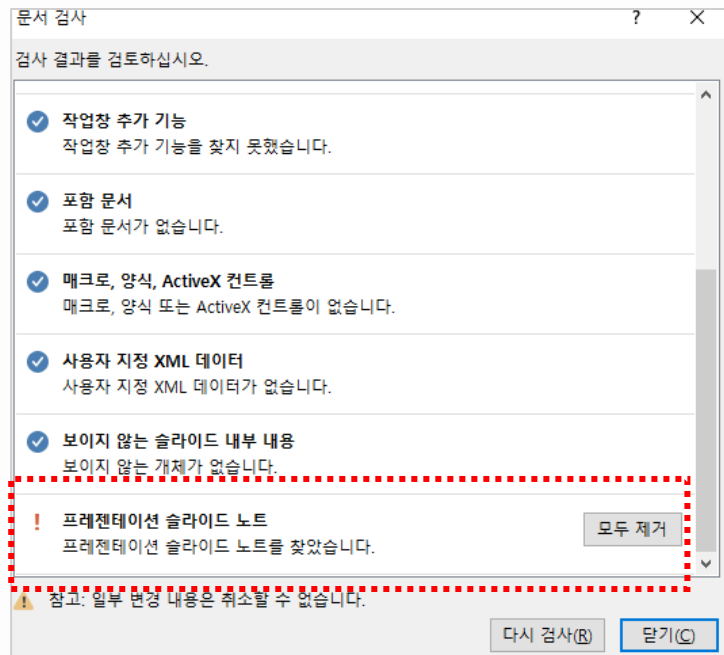 문서 검사 ?
검사 결과를 검토하십시오.
작업창 추가 기능
작업창 추가 기능을 찾지 못했습니다.
포함 문서
포함 문서가 없습니다.
매크로, 양식, ActiveX 컨트롤
매크로, 양식 또는 ActiveX 컨트롤이 없습니다.
사용자 지정 XML 데이터
사용자 지정 XML 데이터가 없습니다.
보이지 않는 슬라이드 내부 내용
보이지 않는 개체가 없습니다.
! 프레젠테이션 슬라이드 노트
프레젠테이션 슬라이드 노트를 찾았습니다.
모두 제거
참고: 일부 변경 내용은 취소할 수 없습니다.
다시 검사(R) 닫기(C)